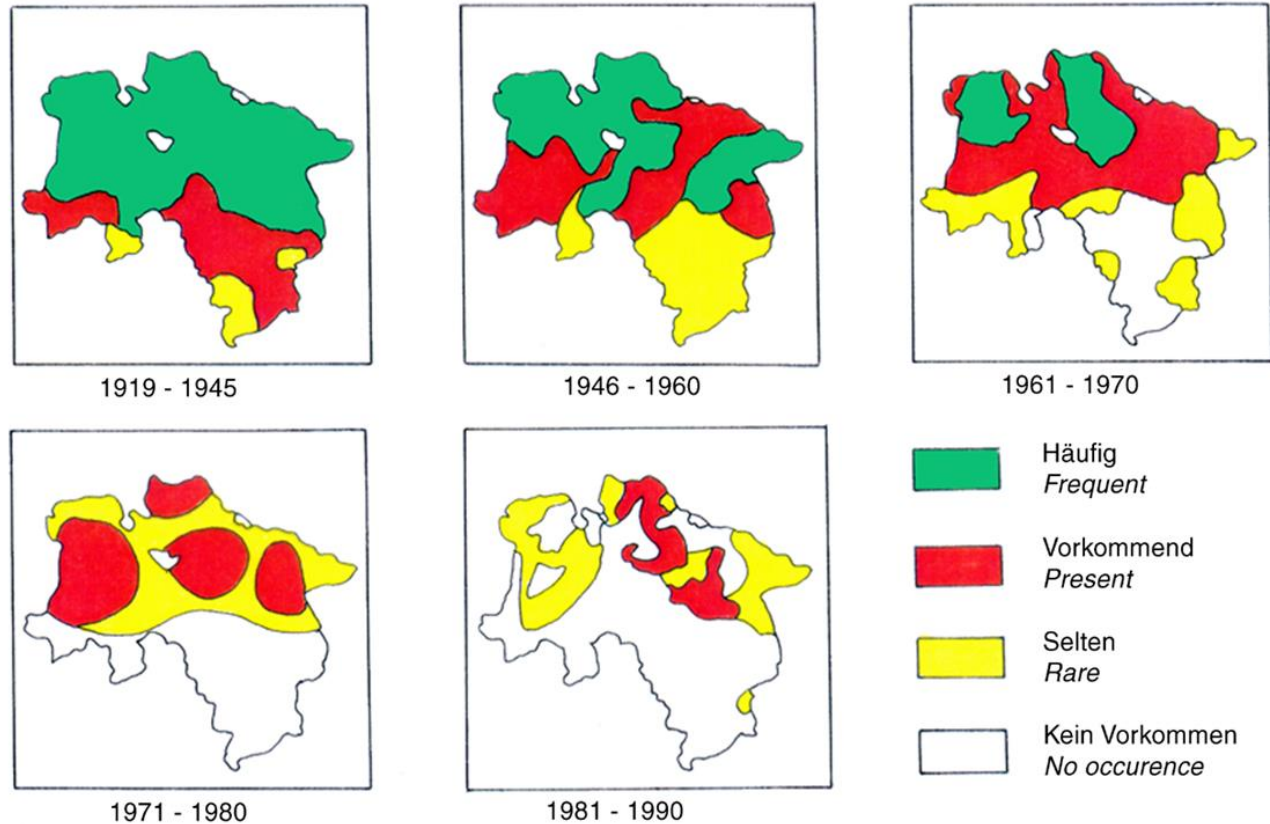 1919 - 1945
1946 - 1960
1961 - 1970
Häufig
Frequent
Vorkommend
Present
Selten
Rare
Kein Vorkommen
No occurence
1971 - 1980
1981 - 1990